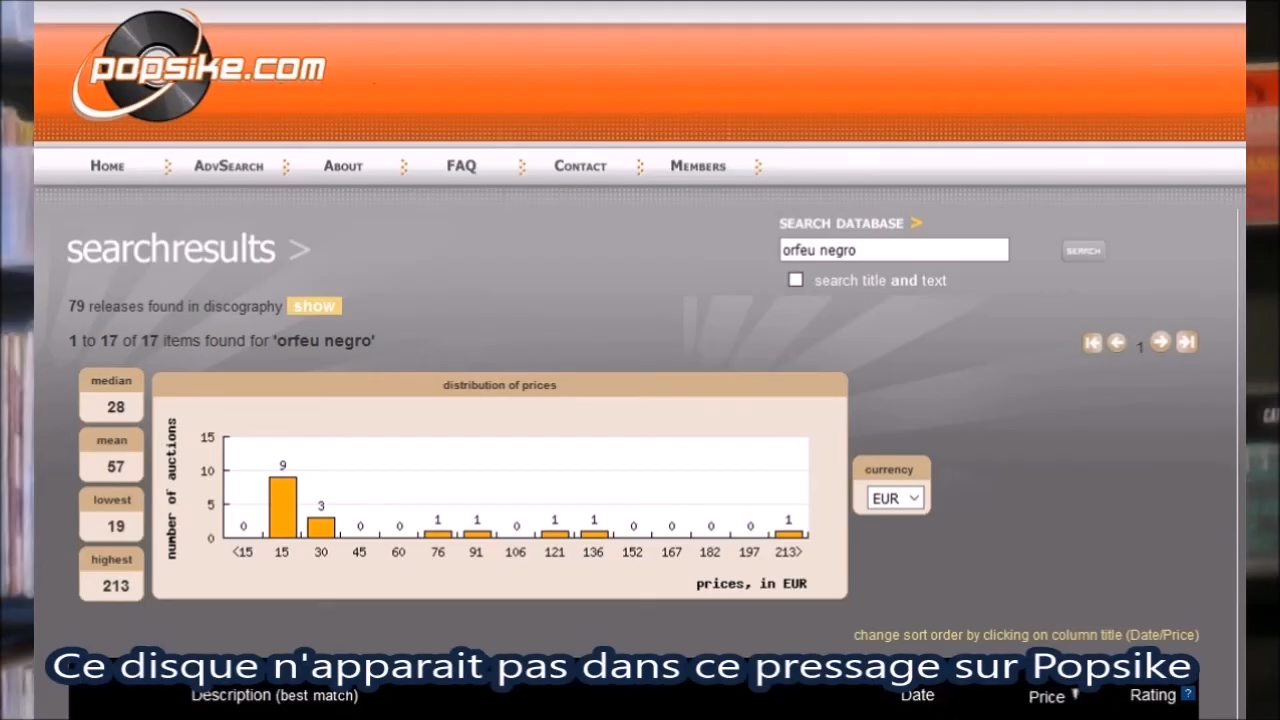 popsike.com
HOME ADVSEARCH ABOUT FAQ CONTACT MEMBERS
SEARCH DATABASE >
searchresults >
orfeu negro SEARCH
search title and text
79 releases found in discography show
1 to 17 of 17 items found for 'orfeu negro'
1
median
28
mean
57
lowest
19
highest
213
distribution of prices
number of auctions
15
10
5
0
0 9 3 0 0 1 1 0 1 1 0 0 0 0 1
<15 15 30 45 60 76 91 106 121 136 152 167 182 197 213>
prices, in EUR
currency
EUR
change sort order by clicking on column title (Date/Price)
Ce disque n'apparait pas dans ce pressage sur Popsike
Description (best match) Date Price Rating ?